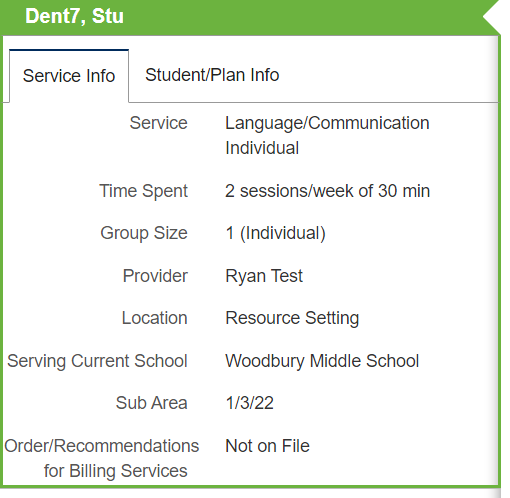 Dent7, Stu
Service Info Student/Plan Info
Service Language/Communication
Individual
Time Spent 2 sessions/week of 30 min
Group Size 1 (Individual)
Provider Ryan Test
Location Resource Setting
Serving Current School Woodbury Middle School
Sub Area 1/3/22
Order/Recommendations Not on File
for Billing Services